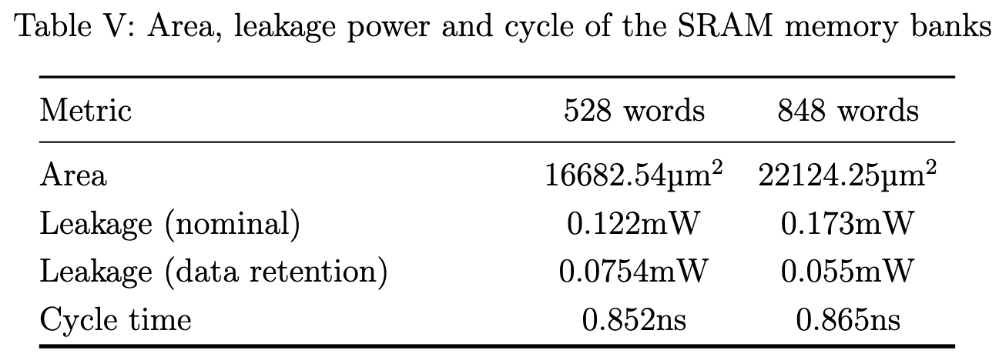 Table V: Area, leakage power and cycle of the SRAM memory banks
Metric 528 words 848 words
Area 16682.54µm² 22124.25µm²
Leakage (nominal) 0.122mW 0.173mW
Leakage (data retention) 0.0754mW 0.055mW
Cycle time 0.852ns 0.865ns